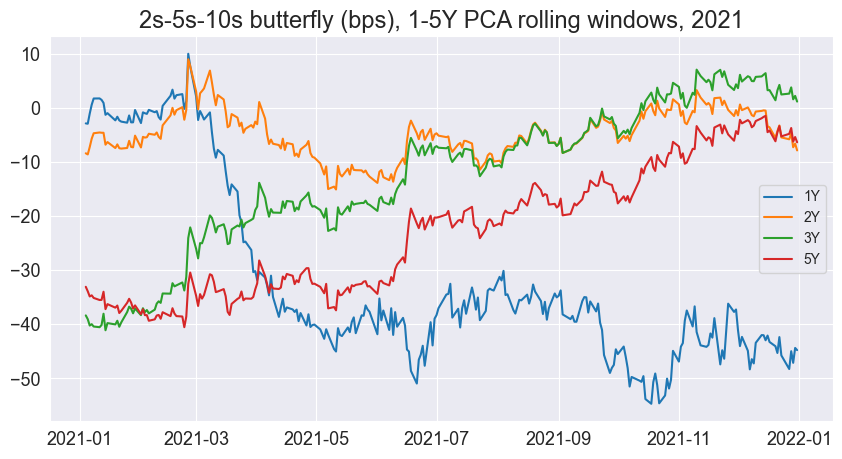 2s-5s-10s butterfly (bps), 1-5Y PCA rolling windows, 2021
10
0
−10
−20
−30
−40
−50
1Y
2Y
3Y
5Y
2021-01 2021-03 2021-05 2021-07 2021-09 2021-11 2022-01